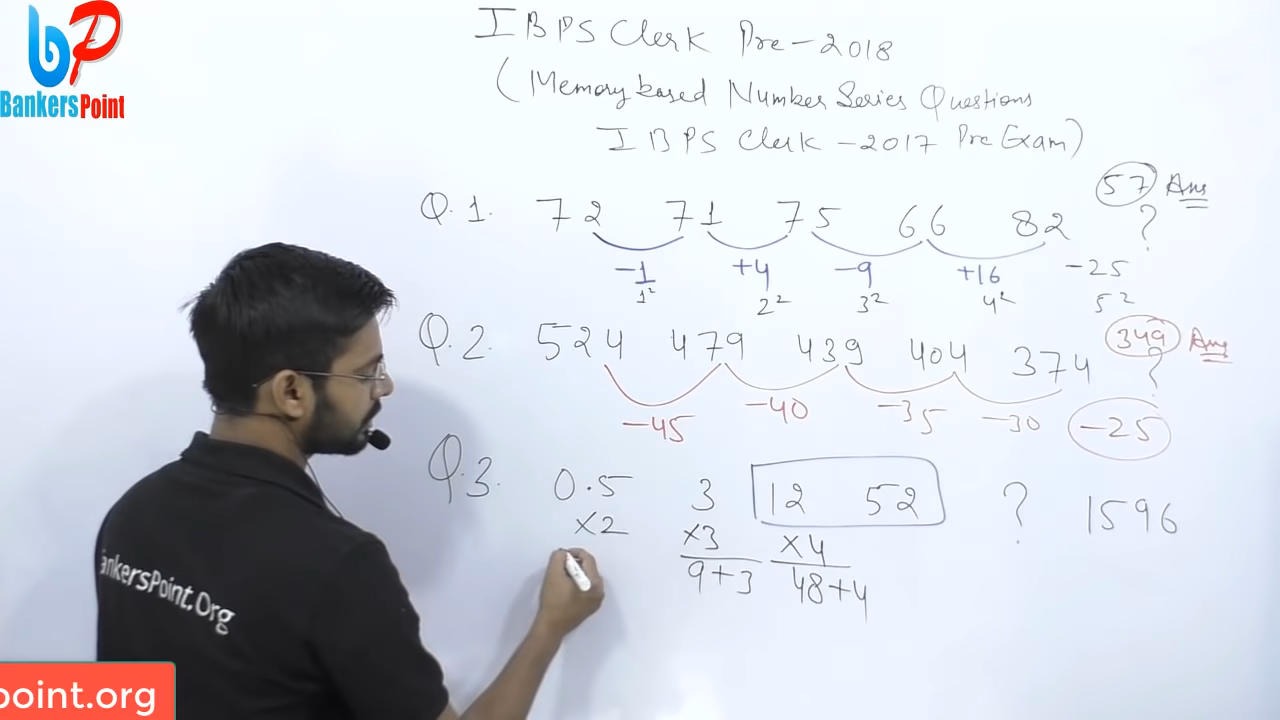 bp
BankersPoint
IBPS Clerk Pre-2018
(Memory based Number Series Questions
IBPS Clerk -2017 Pre Exam)
57 Ans
Q.1. 72 71 75 66 82 ?
-1 +4 -9 +16 -25
1² 2² 3² 4² 5²
349 Ans
Q.2. 524 479 439 404 374 ?
-45 -40 -35 -30 -25
Q.3. 0.5 3 12 52 ? 1596
×2 ×3 ×4
9+3 48+4
BankersPoint.Org
point.org